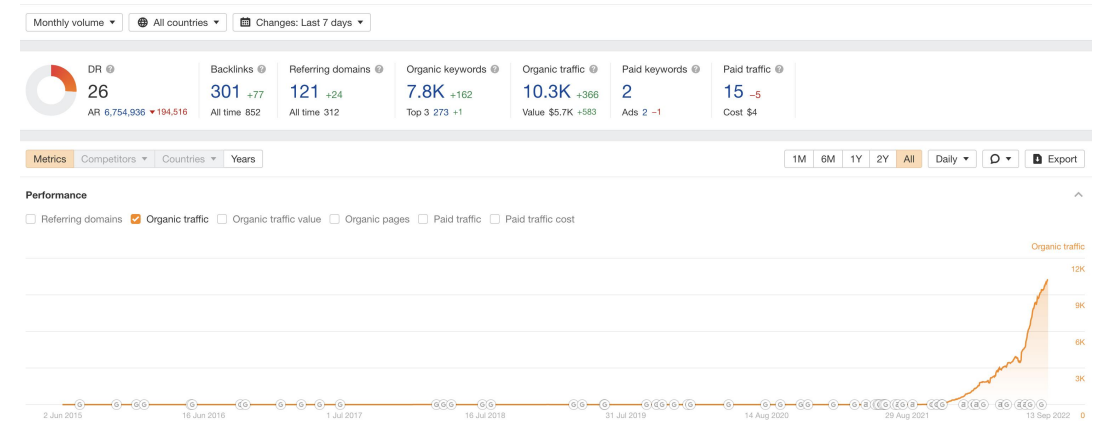 Monthly volume All countries Changes: Last 7 days
DR Backlinks Referring domains Organic keywords Organic traffic Paid keywords Paid traffic
26 301 +77 121 +24 7.8K +162 10.3K +366 2 15 −5
AR 6,754,936 ▼194,516 All time 852 All time 312 Top 3 273 +1 Value $5.7K +583 Ads 2 −1 Cost $4
Metrics Competitors Countries Years 1M 6M 1Y 2Y All Daily Export
Performance
Referring domains Organic traffic Organic traffic value Organic pages Paid traffic Paid traffic cost
Organic traffic
12K
9K
6K
3K
2 Jun 2015 16 Jun 2016 1 Jul 2017 16 Jul 2018 31 Jul 2019 14 Aug 2020 29 Aug 2021 13 Sep 2022 0